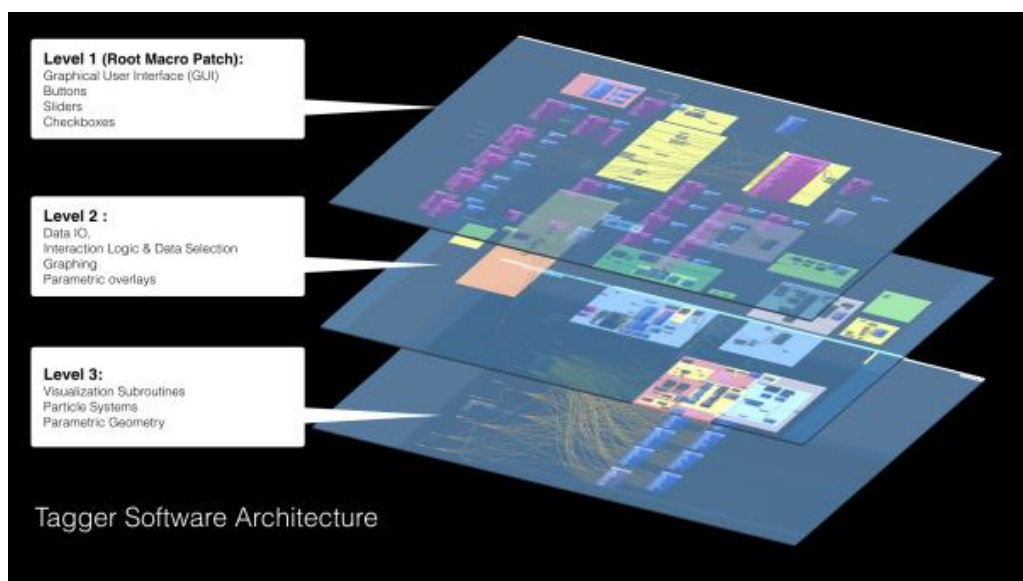 Level 1 (Root Macro Patch):
Graphical User Interface (GUI)
Buttons
Sliders
Checkboxes
Level 2 :
Data IO,
Interaction Logic & Data Selection
Graphing
Parametric overlays
Level 3:
Visualization Subroutines
Particle Systems
Parametric Geometry
Tagger Software Architecture